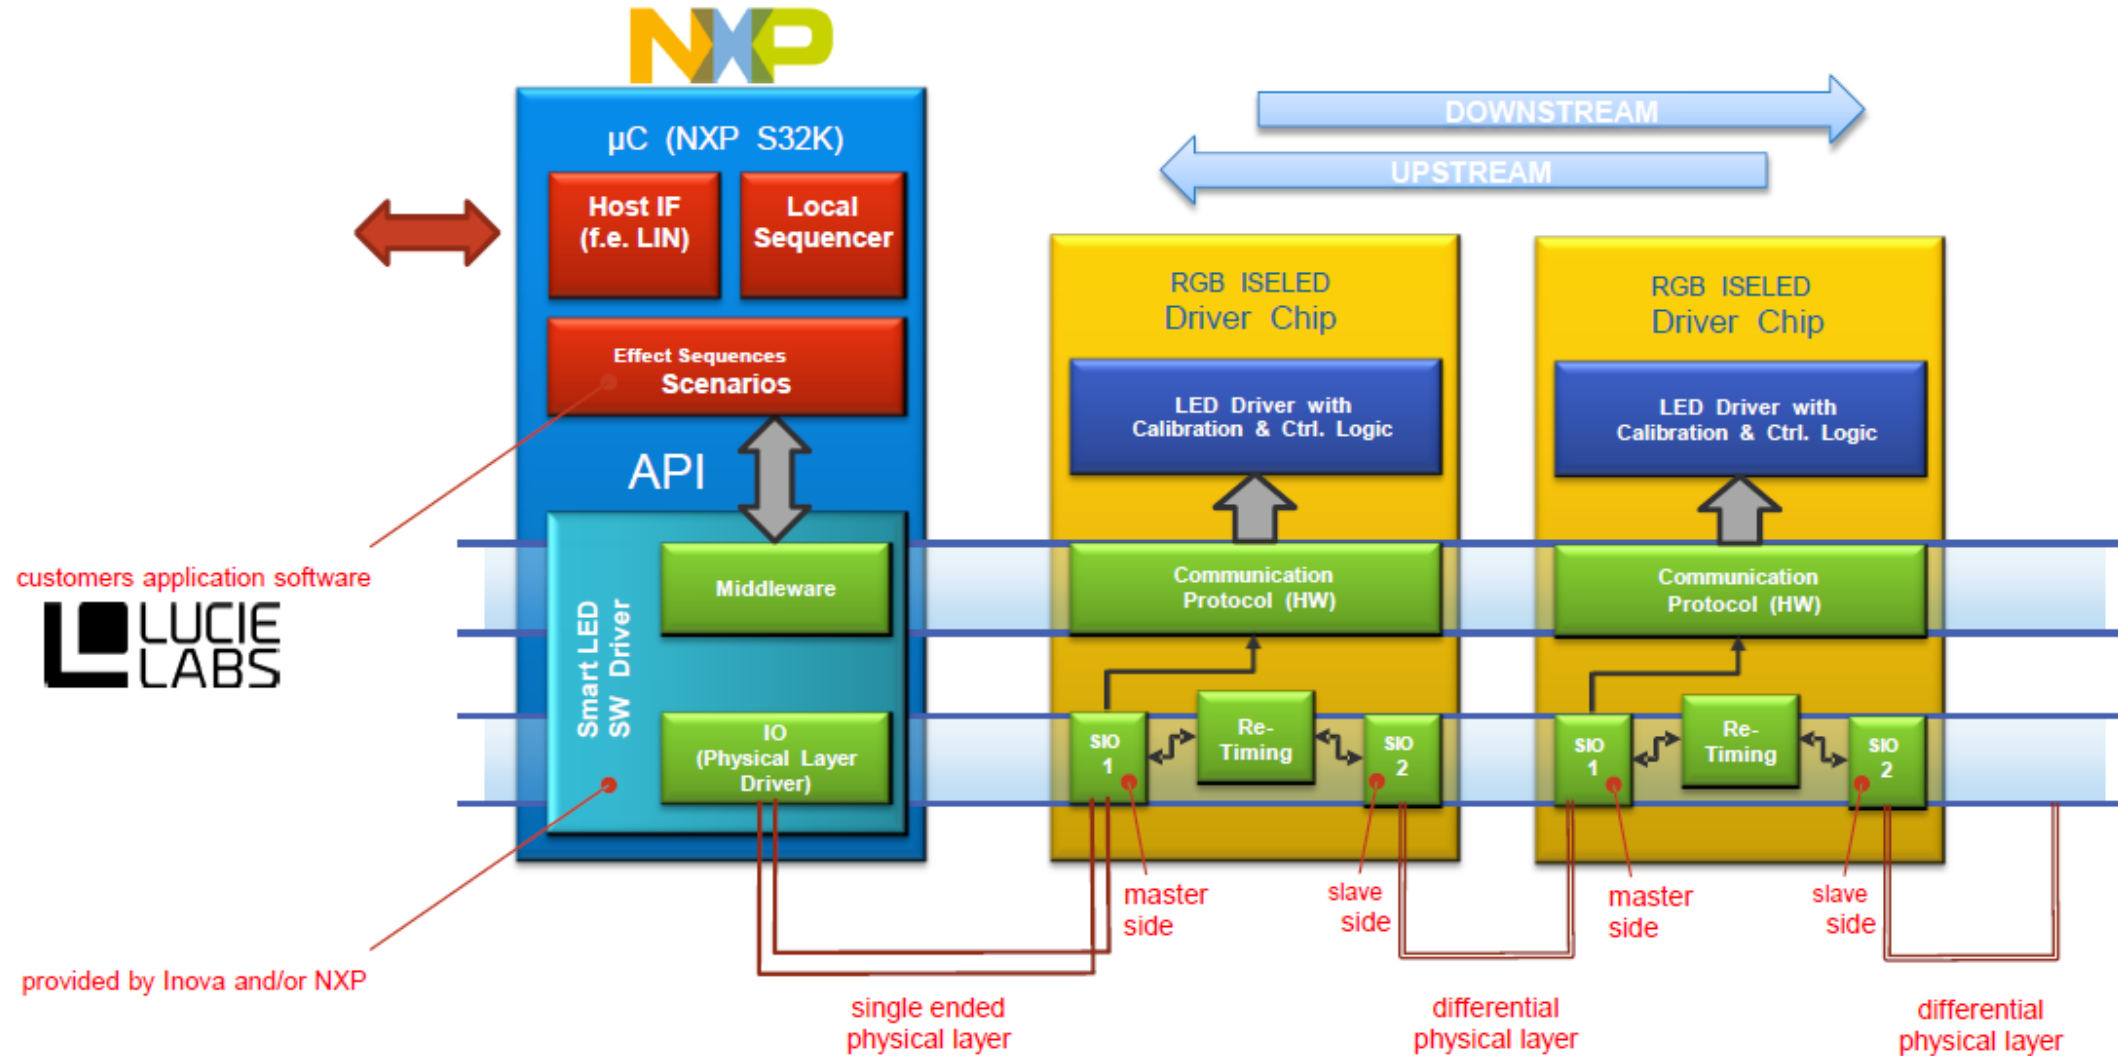 NXP
DOWNSTREAM
UPSTREAM
µC (NXP S32K)
Host IF
(f.e. LIN)
Local
Sequencer
Effect Sequences
Scenarios
API
Smart LED
SW Driver
Middleware
IO
(Physical Layer
Driver)
customers application software
LUCIE
LABS
provided by Inova and/or NXP
RGB ISELED
Driver Chip
LED Driver with
Calibration & Ctrl. Logic
Communication
Protocol (HW)
SIO
1
Re-
Timing
SIO
2
master
side
slave
side
RGB ISELED
Driver Chip
LED Driver with
Calibration & Ctrl. Logic
Communication
Protocol (HW)
SIO
1
Re-
Timing
SIO
2
master
side
slave
side
single ended
physical layer
differential
physical layer
differential
physical layer